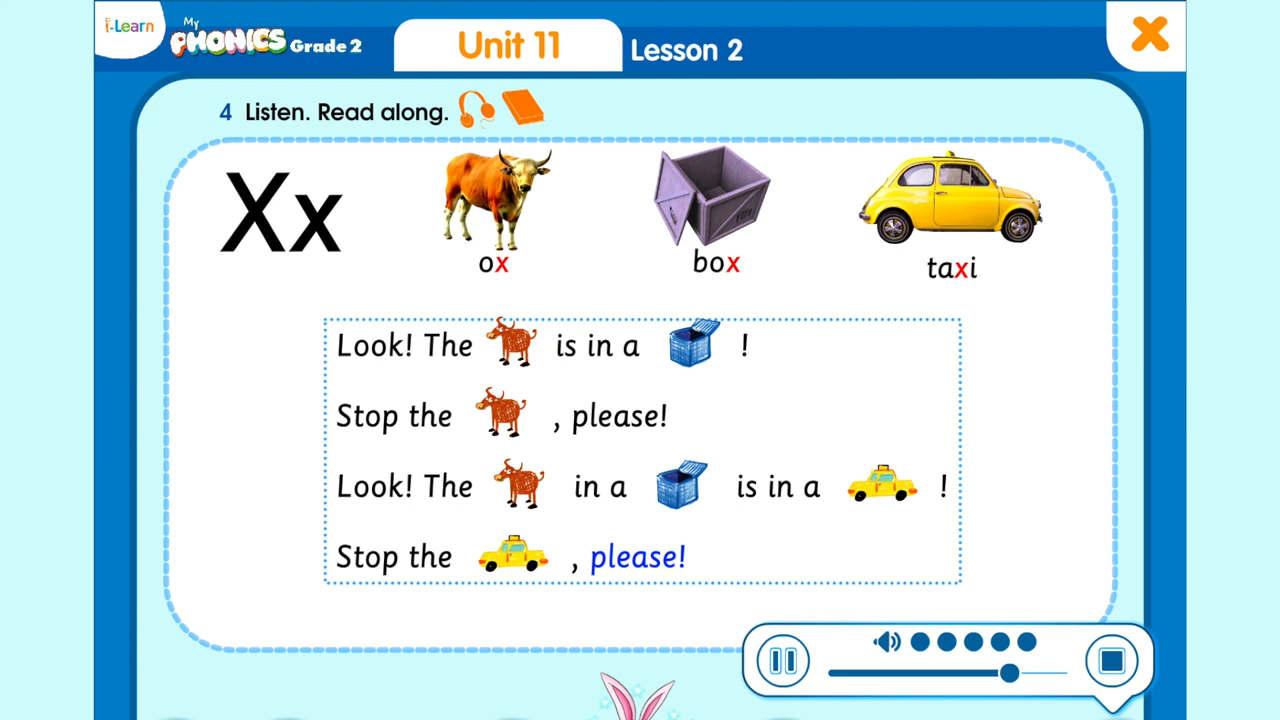 i-Learn
My
PHONICS Grade 2
Unit 11
Lesson 2
4 Listen. Read along.
Xx
ox
box
taxi
Look! The is in a !
Stop the , please!
Look! The in a is in a !
Stop the , please!